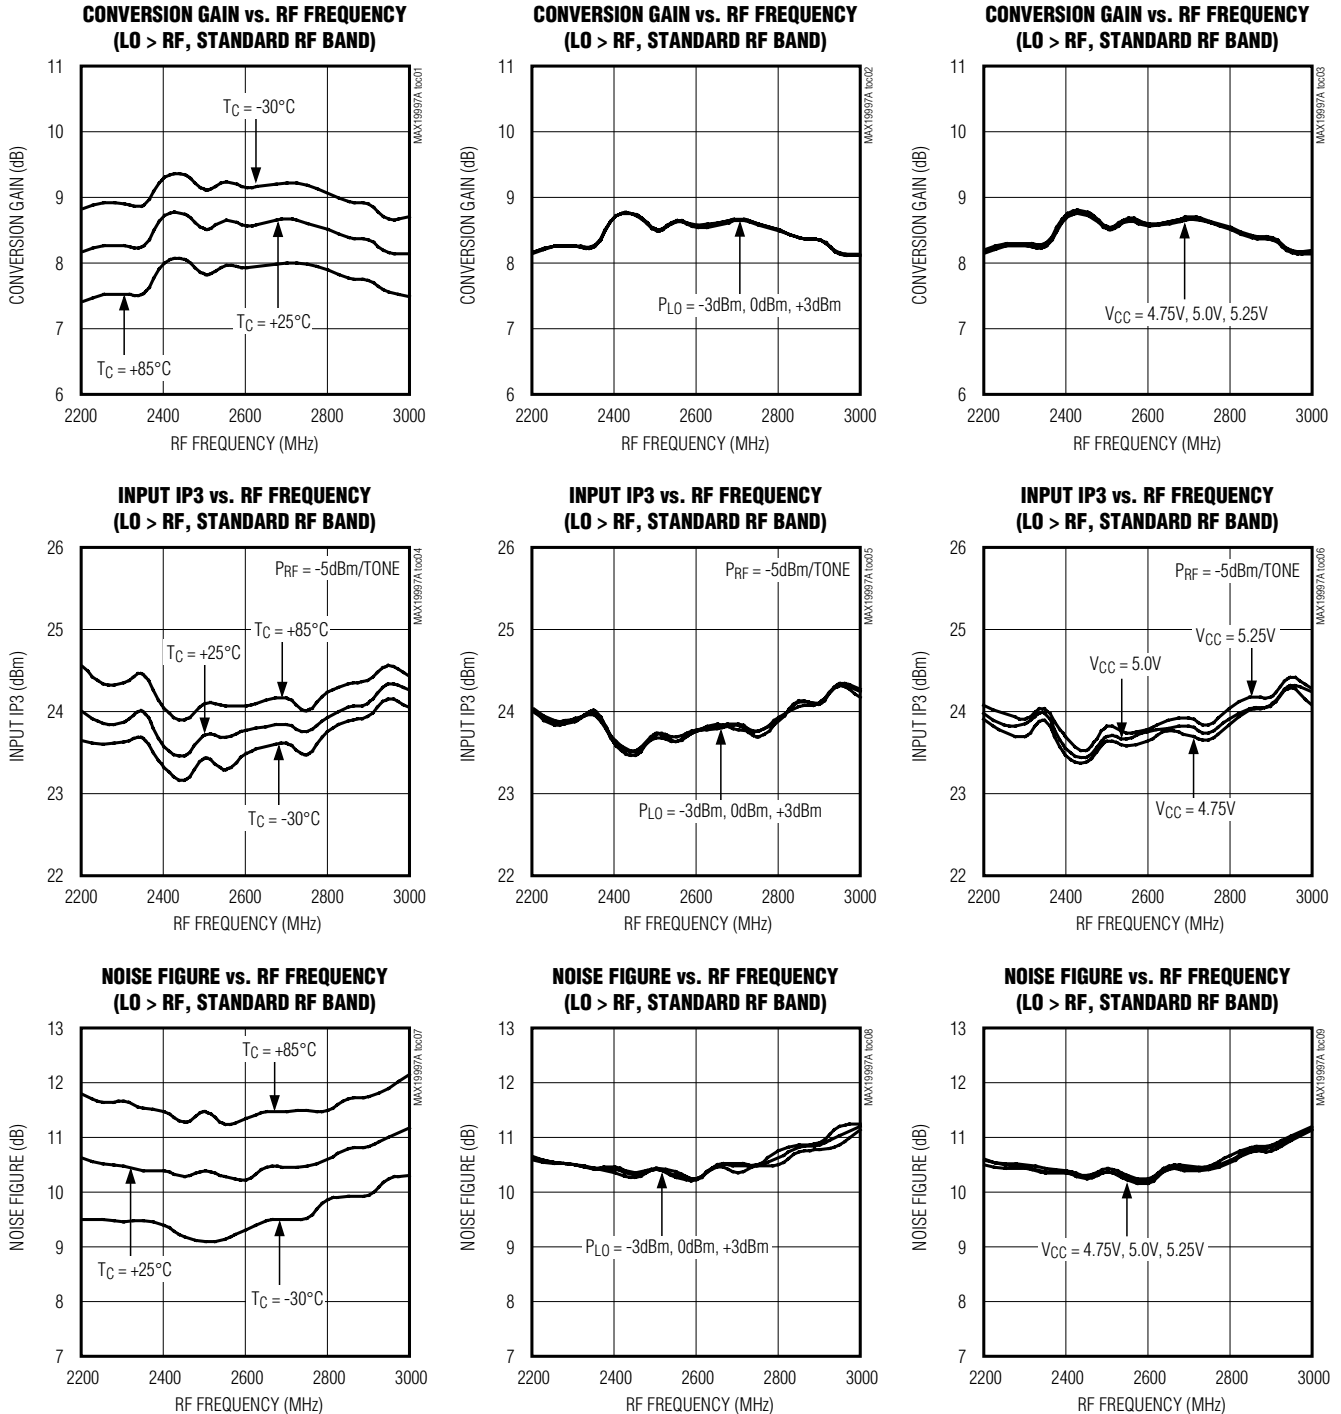 CONVERSION GAIN vs. RF FREQUENCY
(LO > RF, STANDARD RF BAND)
11
10
9
8
7
6
CONVERSION GAIN (dB)
MAX19997A toc01
TC = -30°C
TC = +25°C
TC = +85°C
2200 2400 2600 2800 3000
RF FREQUENCY (MHz)
CONVERSION GAIN vs. RF FREQUENCY
(LO > RF, STANDARD RF BAND)
11
10
9
8
7
6
CONVERSION GAIN (dB)
MAX19997A toc02
PLO = -3dBm, 0dBm, +3dBm
2200 2400 2600 2800 3000
RF FREQUENCY (MHz)
CONVERSION GAIN vs. RF FREQUENCY
(LO > RF, STANDARD RF BAND)
11
10
9
8
7
6
CONVERSION GAIN (dB)
MAX19997A toc03
VCC = 4.75V, 5.0V, 5.25V
2200 2400 2600 2800 3000
RF FREQUENCY (MHz)
INPUT IP3 vs. RF FREQUENCY
(LO > RF, STANDARD RF BAND)
26
25
24
23
22
INPUT IP3 (dBm)
MAX19997A toc04
PRF = -5dBm/TONE
TC = +85°C
TC = +25°C
TC = -30°C
2200 2400 2600 2800 3000
RF FREQUENCY (MHz)
INPUT IP3 vs. RF FREQUENCY
(LO > RF, STANDARD RF BAND)
26
25
24
23
22
INPUT IP3 (dBm)
MAX19997A toc05
PRF = -5dBm/TONE
PLO = -3dBm, 0dBm, +3dBm
2200 2400 2600 2800 3000
RF FREQUENCY (MHz)
INPUT IP3 vs. RF FREQUENCY
(LO > RF, STANDARD RF BAND)
26
25
24
23
22
INPUT IP3 (dBm)
MAX19997A toc06
PRF = -5dBm/TONE
VCC = 5.25V
VCC = 5.0V
VCC = 4.75V
2200 2400 2600 2800 3000
RF FREQUENCY (MHz)
NOISE FIGURE vs. RF FREQUENCY
(LO > RF, STANDARD RF BAND)
13
12
11
10
9
8
7
NOISE FIGURE (dB)
MAX19997A toc07
TC = +85°C
TC = +25°C
TC = -30°C
2200 2400 2600 2800 3000
RF FREQUENCY (MHz)
NOISE FIGURE vs. RF FREQUENCY
(LO > RF, STANDARD RF BAND)
13
12
11
10
9
8
7
NOISE FIGURE (dB)
MAX19997A toc08
PLO = -3dBm, 0dBm, +3dBm
2200 2400 2600 2800 3000
RF FREQUENCY (MHz)
NOISE FIGURE vs. RF FREQUENCY
(LO > RF, STANDARD RF BAND)
13
12
11
10
9
8
7
NOISE FIGURE (dB)
MAX19997A toc09
VCC = 4.75V, 5.0V, 5.25V
2200 2400 2600 2800 3000
RF FREQUENCY (MHz)